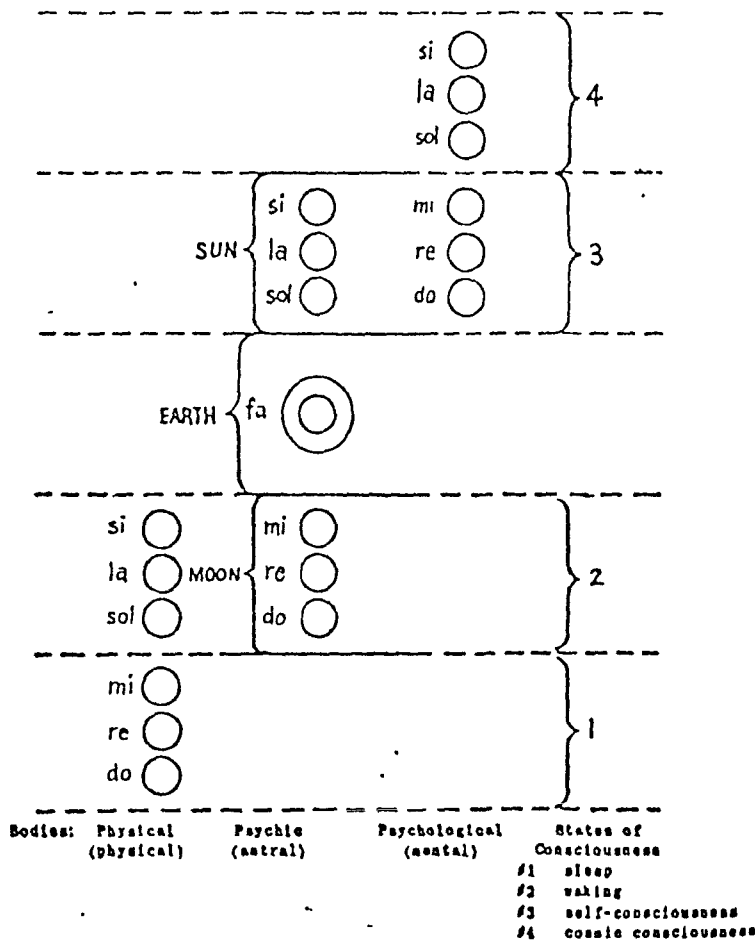 si
la 4
sol
si mi
SUN la re 3
sol do
EARTH fa
si mi
la MOON re 2
sol do
mi
re 1
do
Bodies: Physical Psychic Psychological States of
(physical) (astral) (mental) Consciousness
#1 sleep
#2 waking
#3 self-consciousness
#4 cosmic consciousness